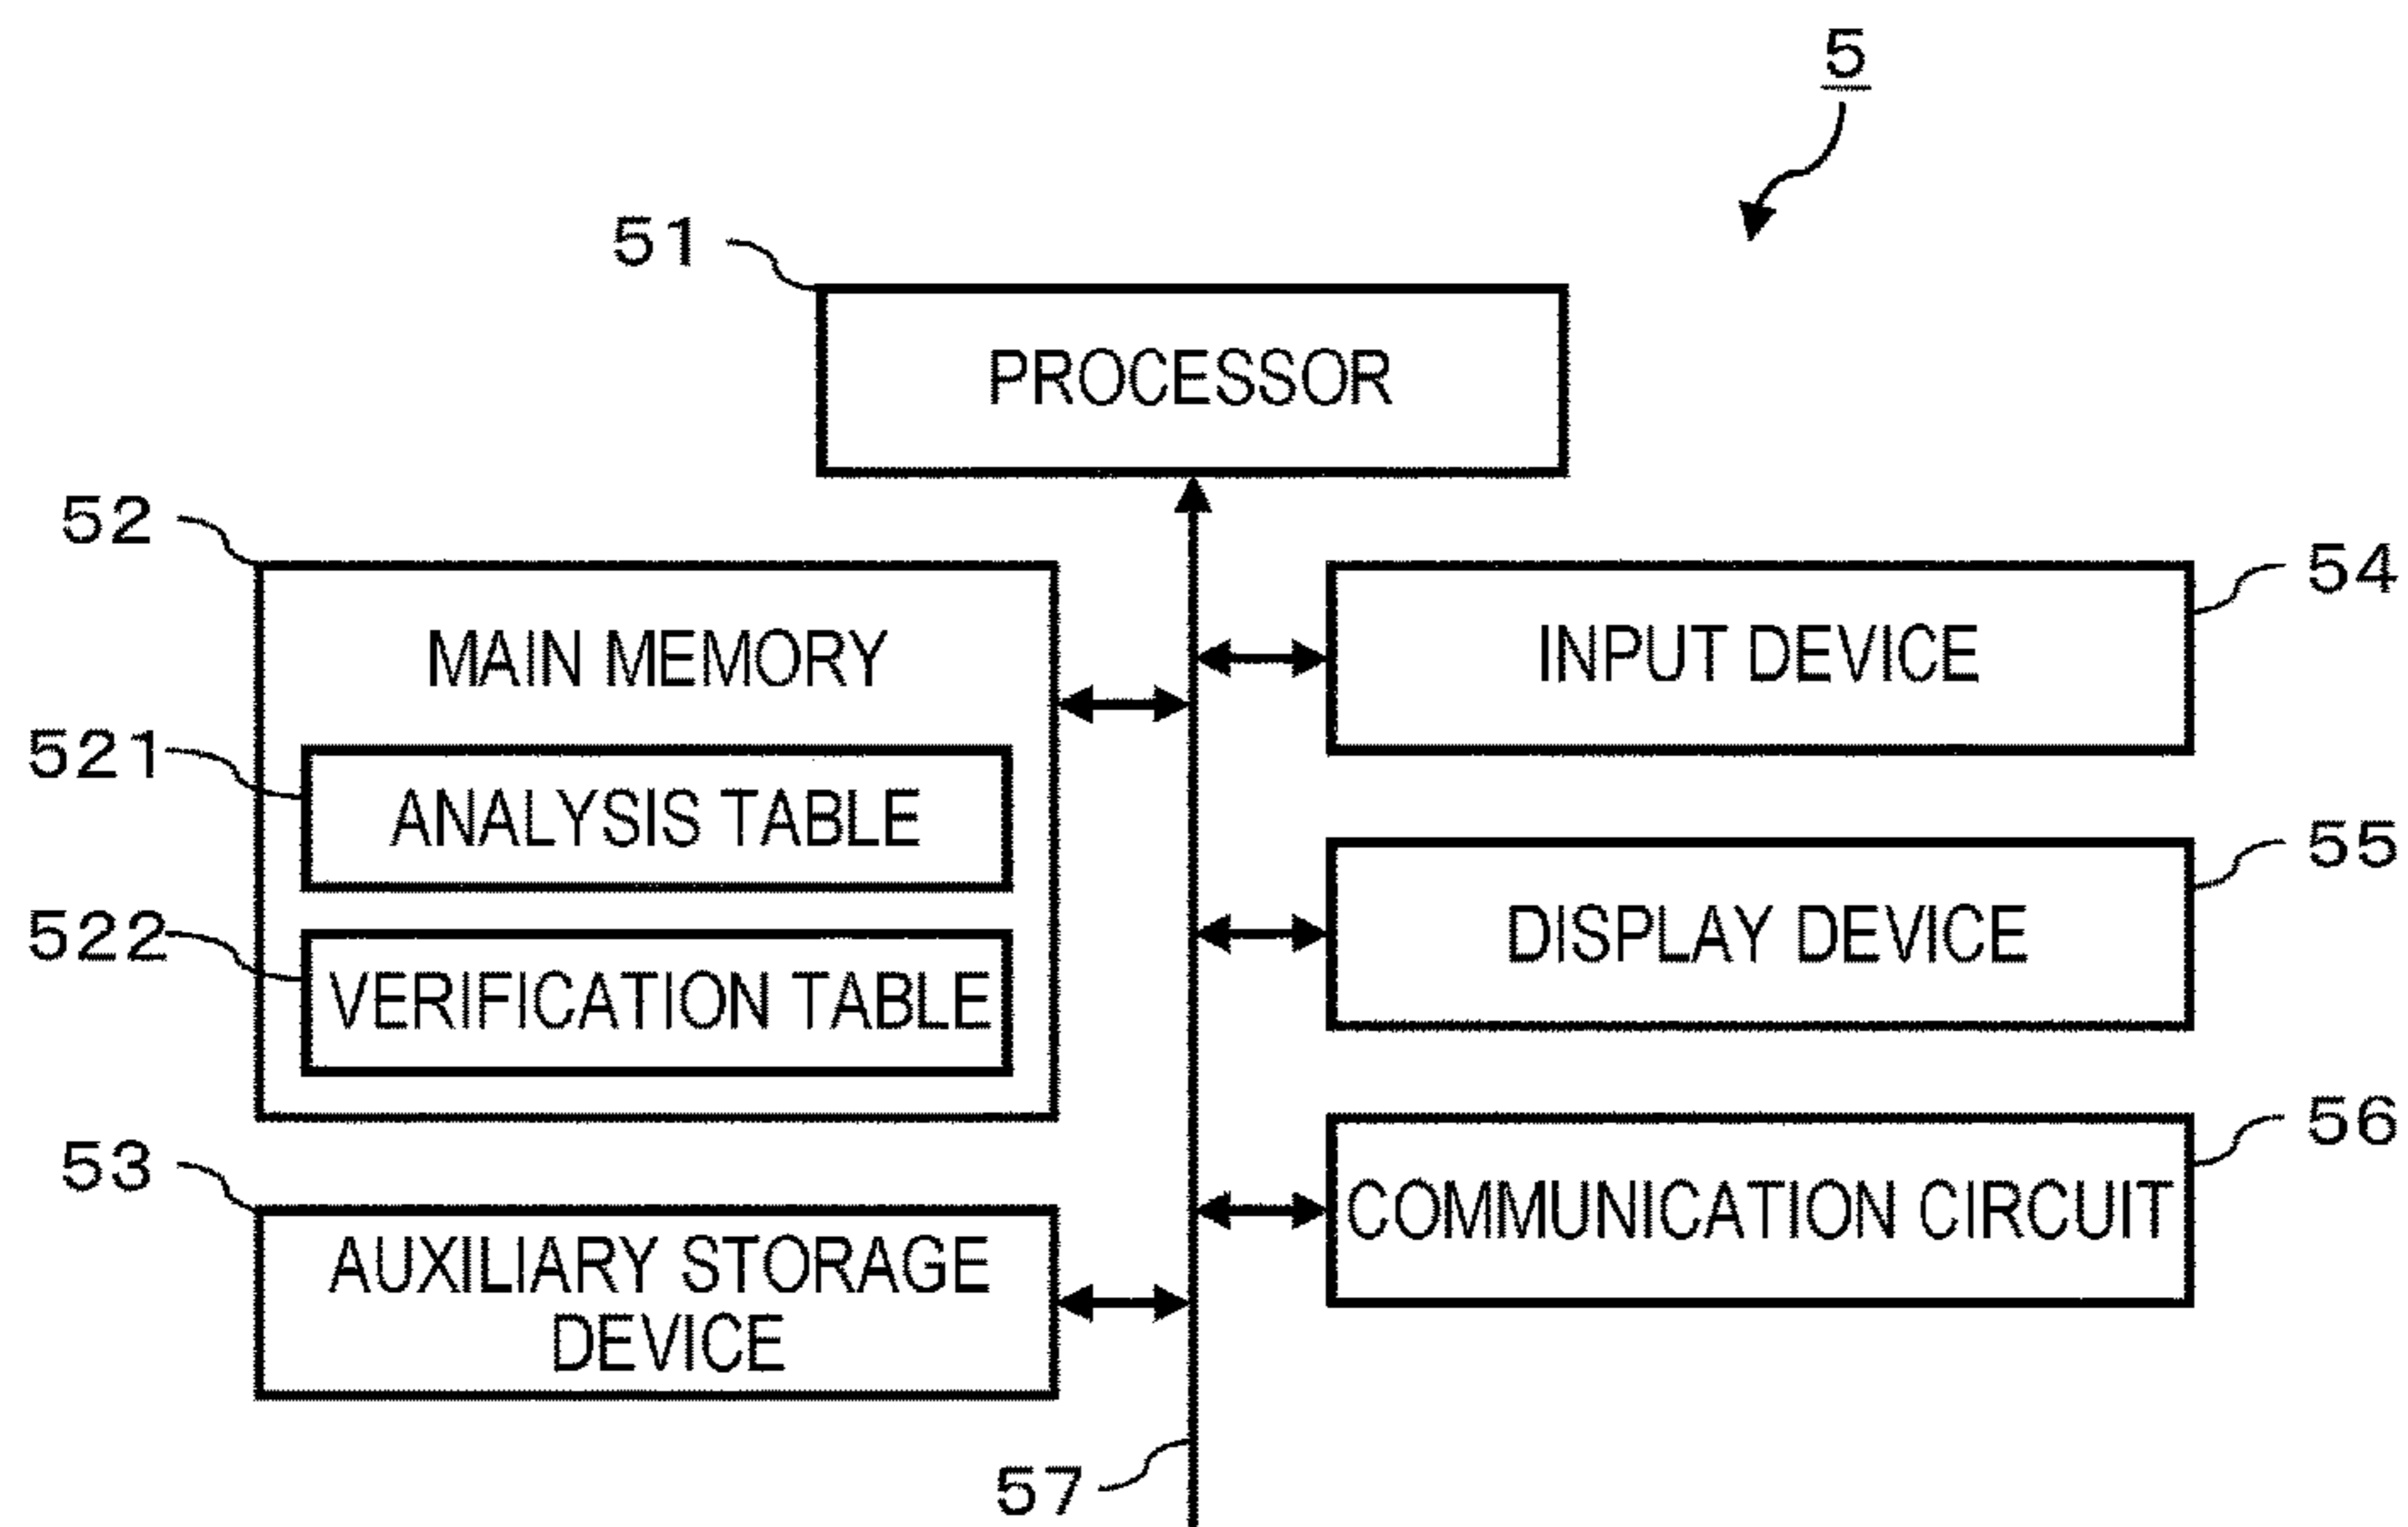 5
51
PROCESSOR
52
MAIN MEMORY
521
ANALYSIS TABLE
522
VERIFICATION TABLE
53
AUXILIARY STORAGE
DEVICE
54
INPUT DEVICE
55
DISPLAY DEVICE
56
COMMUNICATION CIRCUIT
57